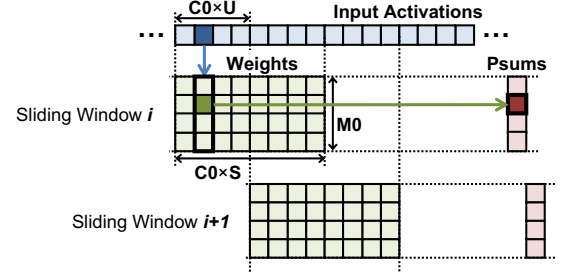 C0×U
Input Activations
... ...
Weights
Psums
Sliding Window i
M0
C0×S
Sliding Window i+1